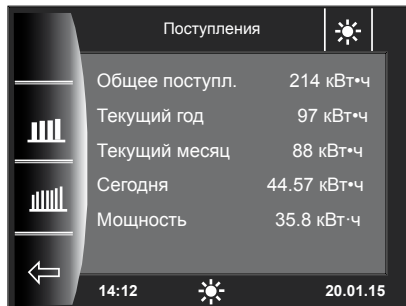 Поступления
Общее поступл. 214 кВт•ч
Текущий год 97 кВт•ч
Текущий месяц 88 кВт•ч
Сегодня 44.57 кВт•ч
Мощность 35.8 кВт·ч
14:12 20.01.15